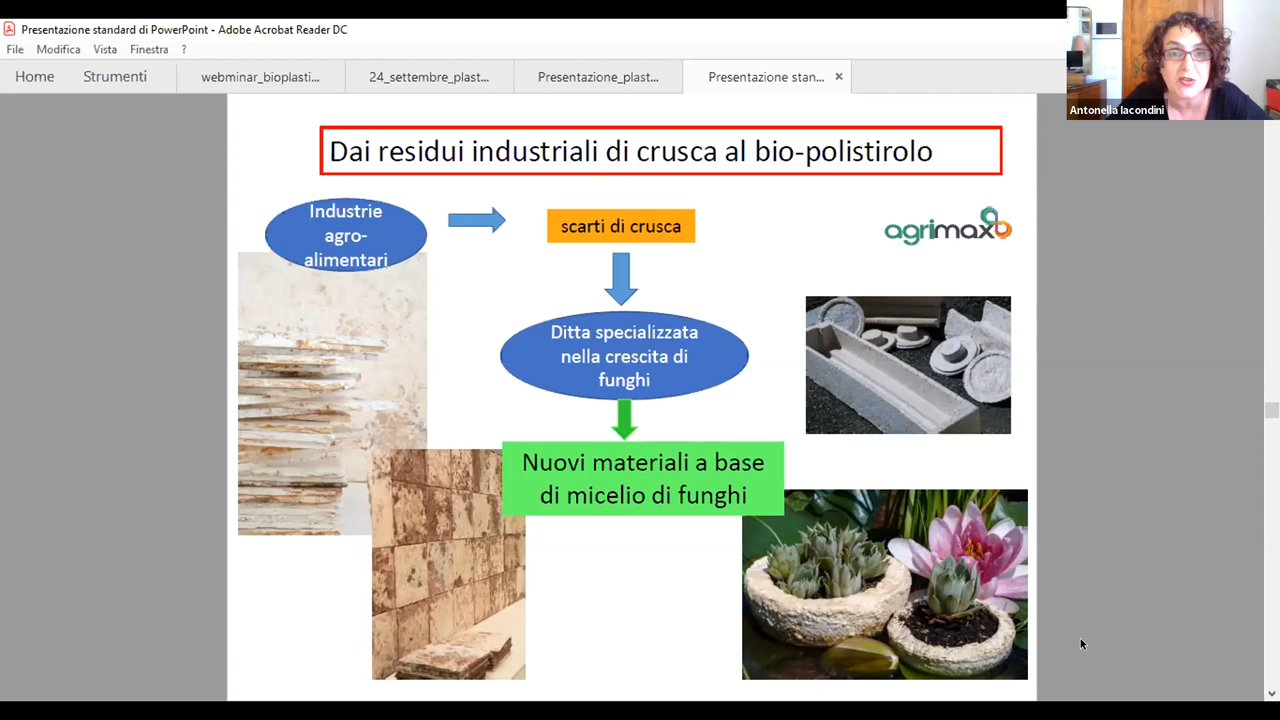 Presentazione standard di PowerPoint - Adobe Acrobat Reader DC
File Modifica Vista Finestra ?
Home Strumenti webminar_bioplasti... 24_settembre_plast... Presentazione_plast... Presentazione stan... ×
Antonella Iacondini
Dai residui industriali di crusca al bio-polistirolo
Industrie
agro-
alimentari
scarti di crusca
agrimax
Ditta specializzata
nella crescita di
funghi
Nuovi materiali a base
di micelio di funghi